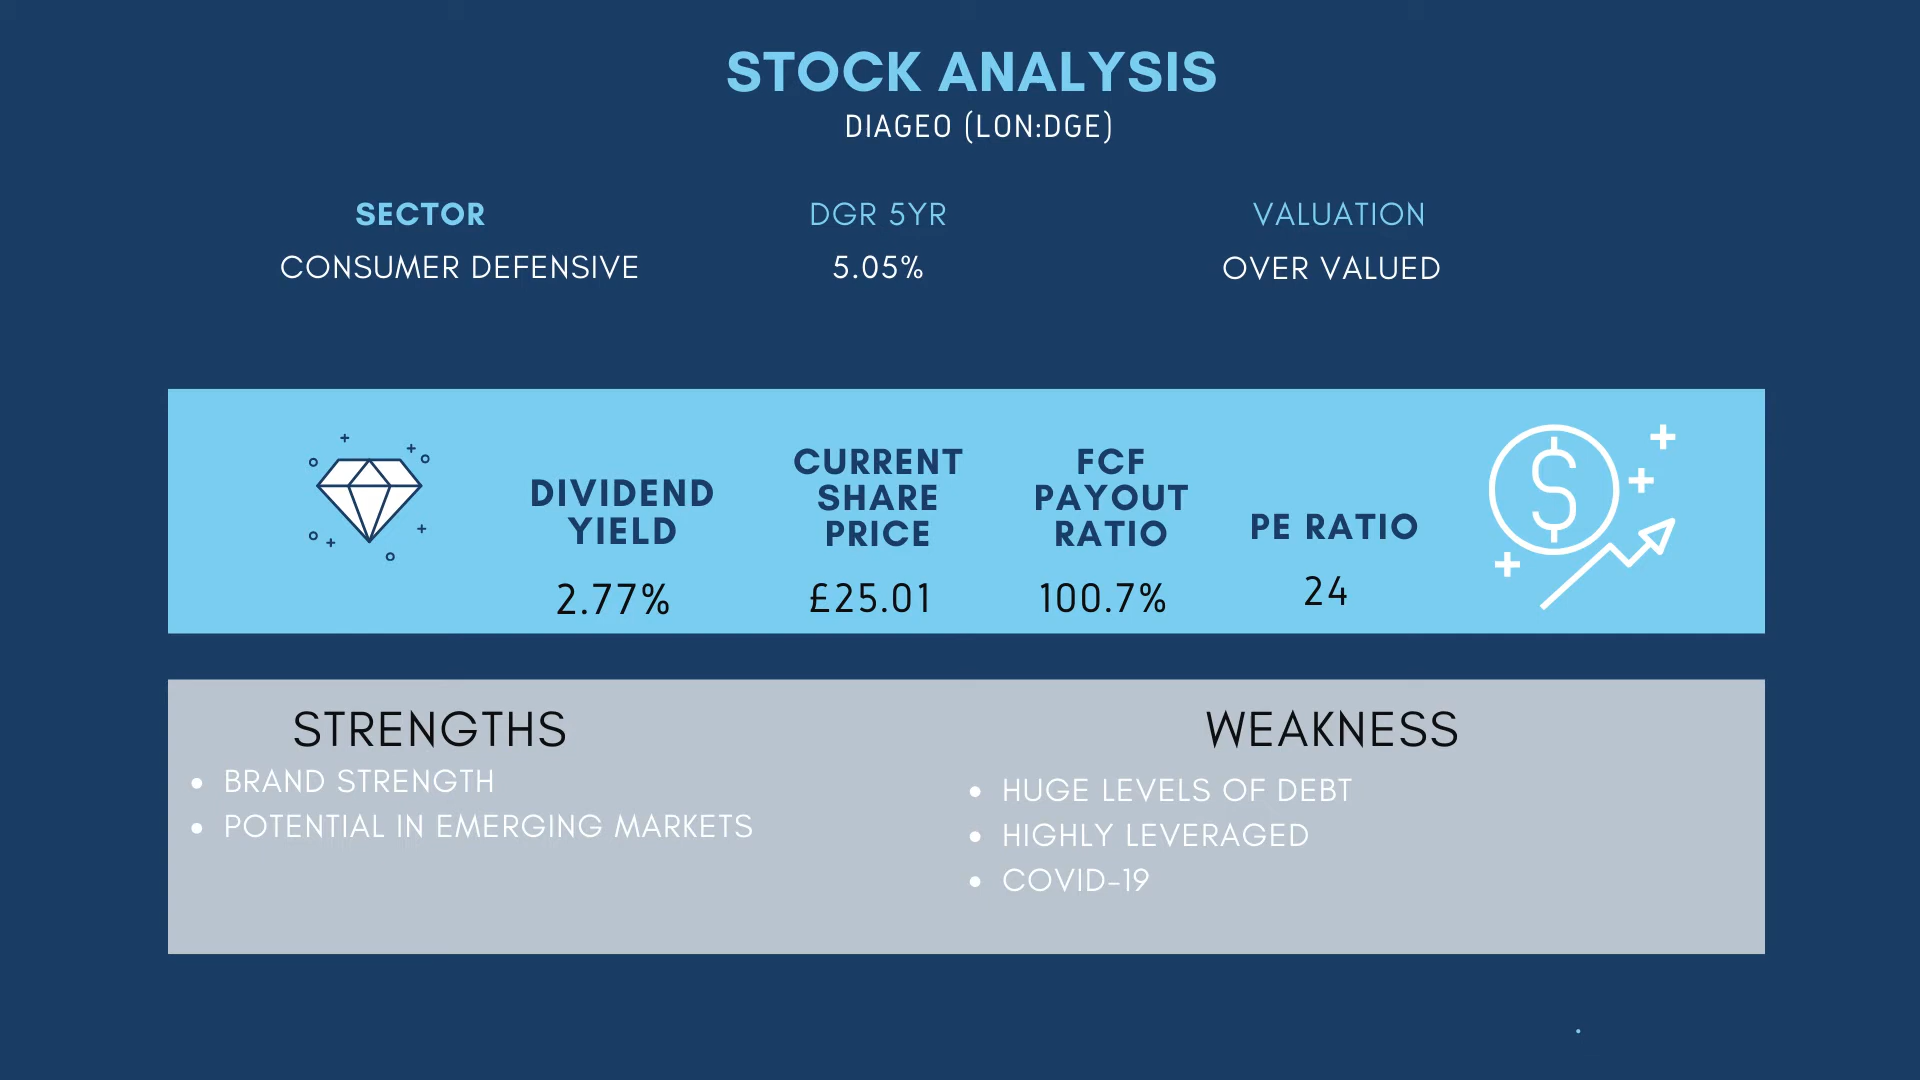 STOCK ANALYSIS
DIAGEO (LON:DGE)
SECTOR
CONSUMER DEFENSIVE
DGR 5YR
5.05%
VALUATION
OVER VALUED
DIVIDEND
YIELD
2.77%
CURRENT
SHARE
PRICE
£25.01
FCF
PAYOUT
RATIO
100.7%
PE RATIO
24
$
STRENGTHS
• BRAND STRENGTH
• POTENTIAL IN EMERGING MARKETS
WEAKNESS
• HUGE LEVELS OF DEBT
• HIGHLY LEVERAGED
• COVID-19